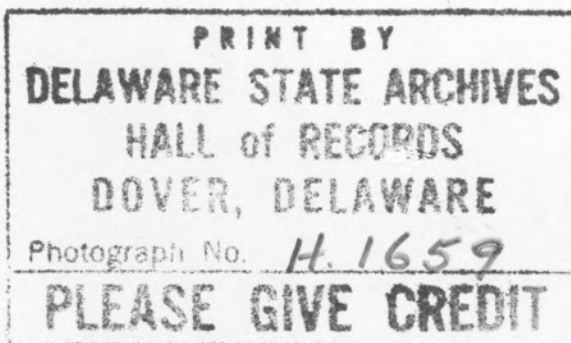 PRINT BY
DELAWARE STATE ARCHIVES
HALL of RECORDS
DOVER, DELAWARE
Photograph No. H.1659
PLEASE GIVE CREDIT